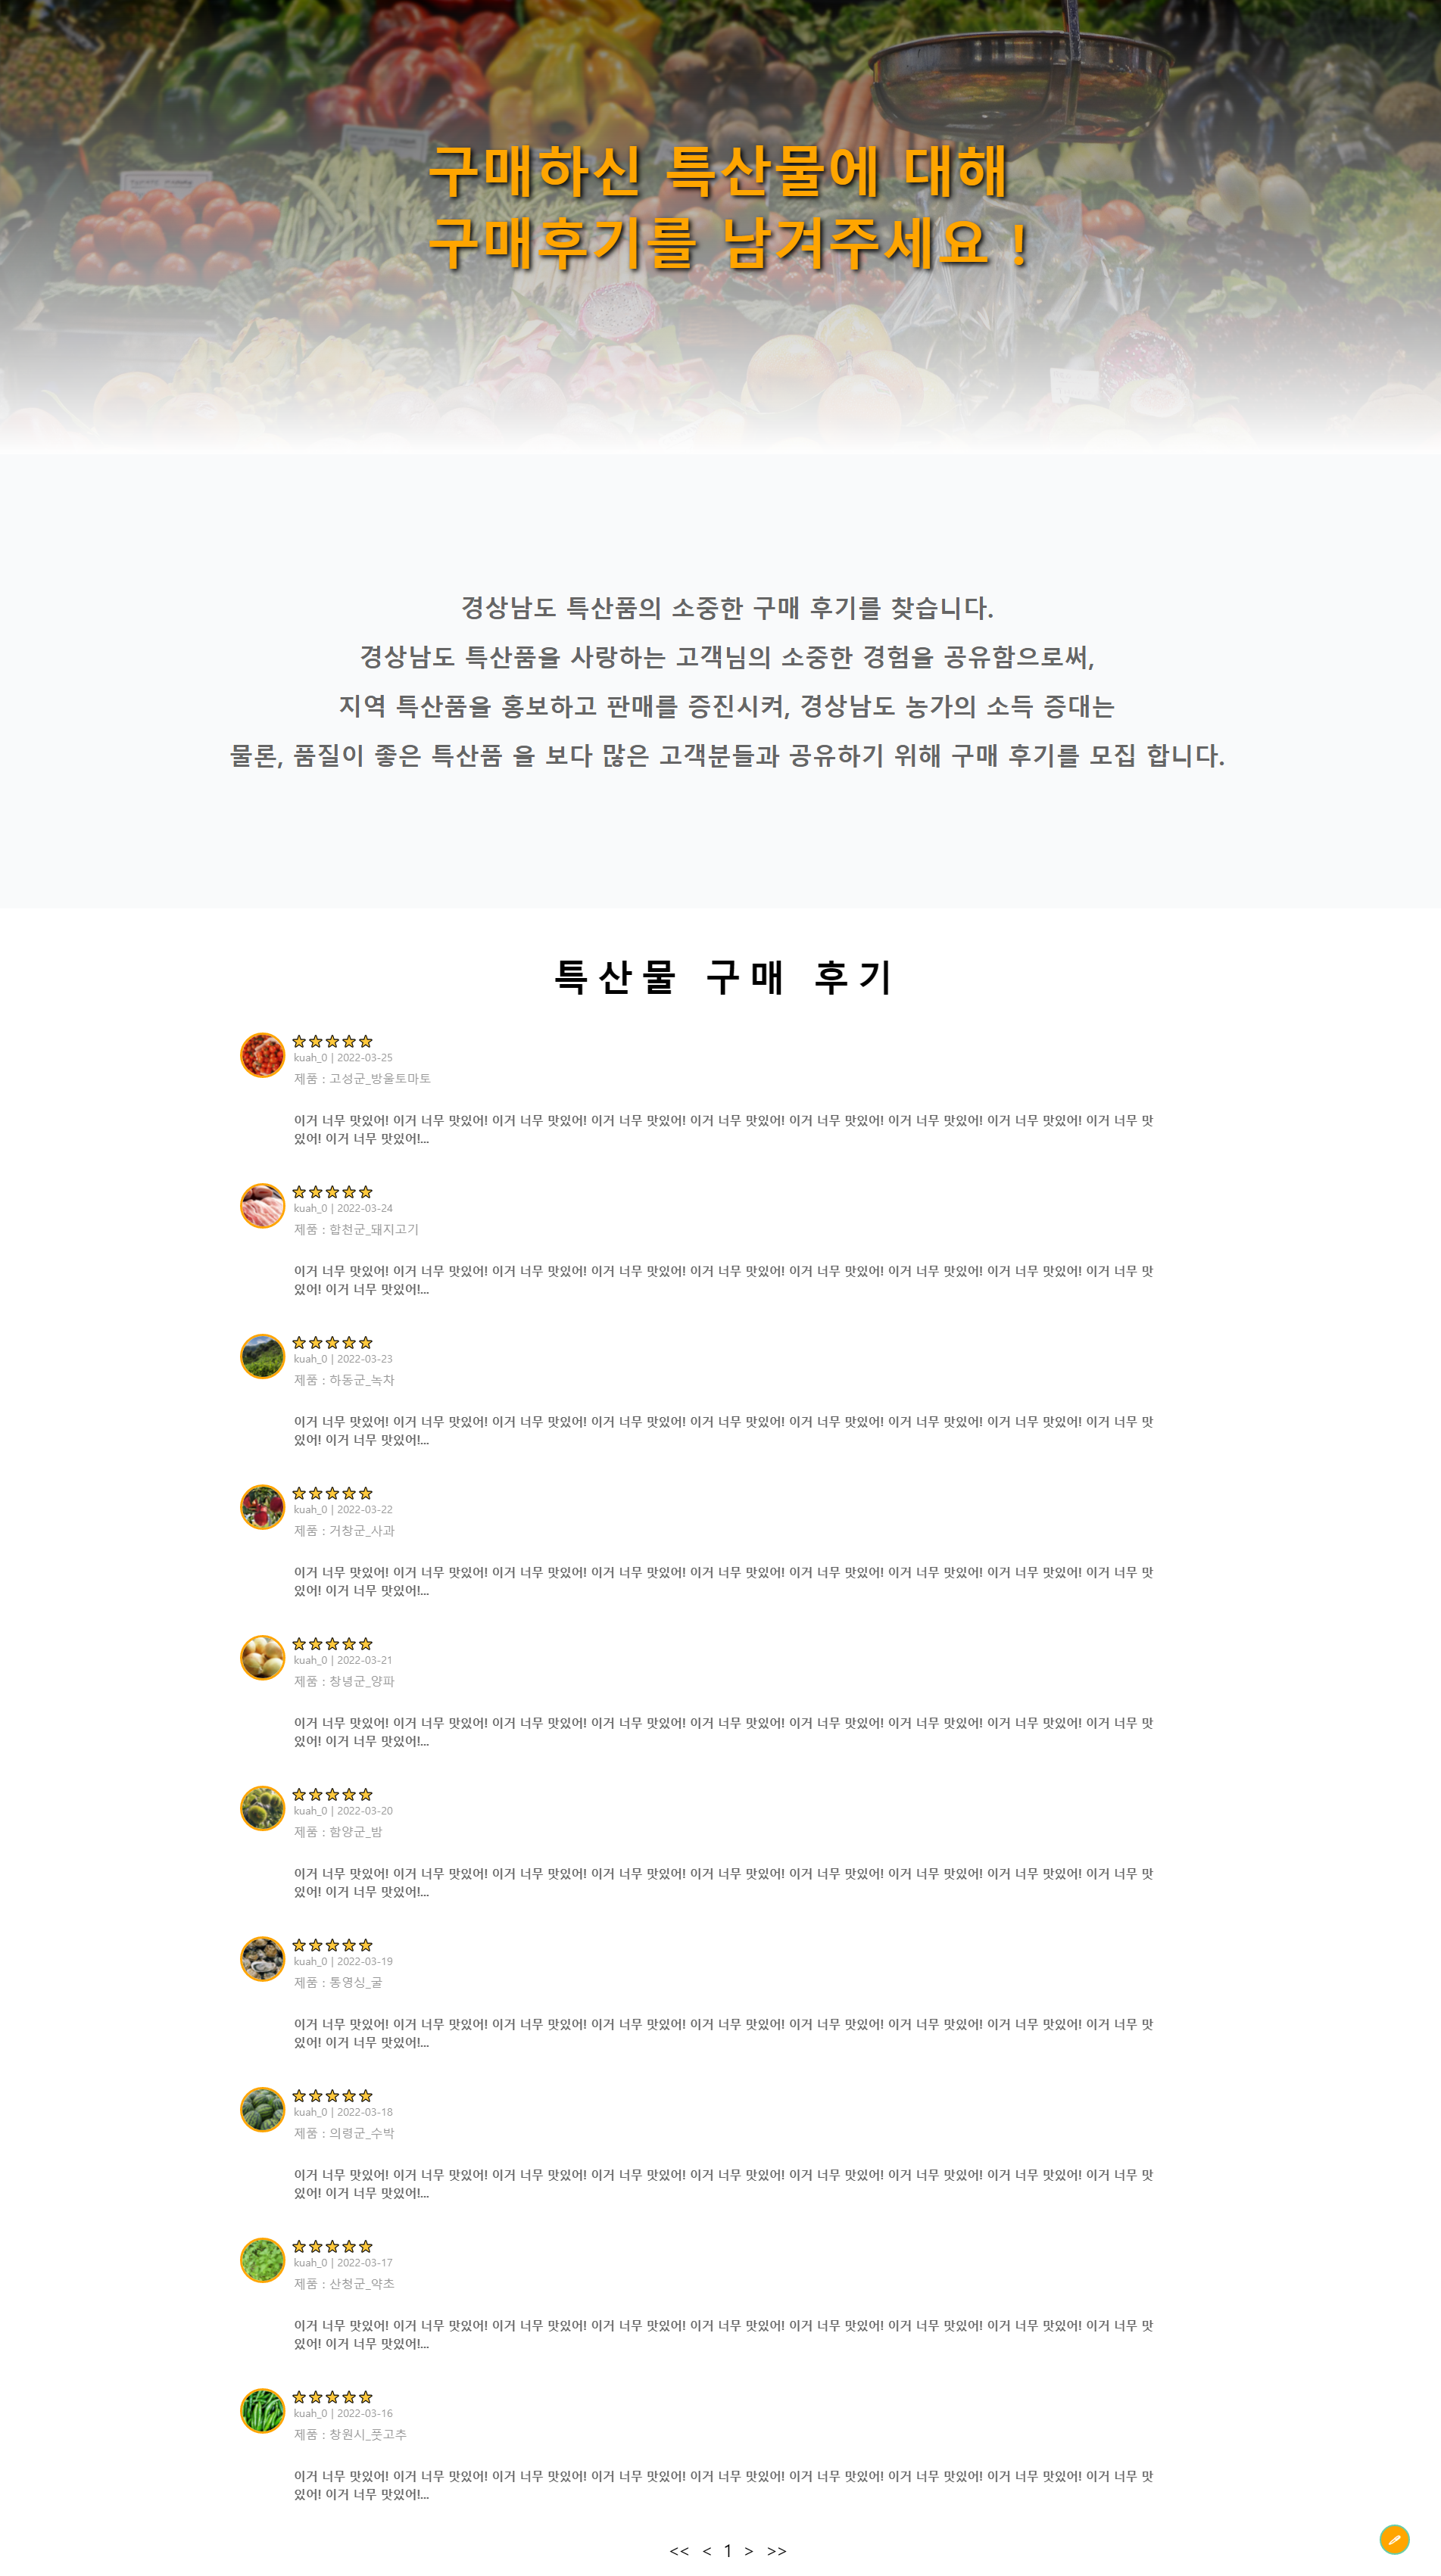 구매하신 특산물에 대해
구매후기를 남겨주세요 !
경상남도 특산품의 소중한 구매 후기를 찾습니다.
경상남도 특산품을 사랑하는 고객님의 소중한 경험을 공유함으로써,
지역 특산품을 홍보하고 판매를 증진시켜, 경상남도 농가의 소득 증대는
물론, 품질이 좋은 특산품 을 보다 많은 고객분들과 공유하기 위해 구매 후기를 모집 합니다.
특산물 구매 후기
kuah_0 | 2022-03-25
제품 : 고성군_방울토마토
이거 너무 맛있어! 이거 너무 맛있어! 이거 너무 맛있어! 이거 너무 맛있어! 이거 너무 맛있어! 이거 너무 맛있어! 이거 너무 맛있어! 이거 너무 맛있어! 이거 너무 맛
있어! 이거 너무 맛있어!...
kuah_0 | 2022-03-24
제품 : 합천군_돼지고기
이거 너무 맛있어! 이거 너무 맛있어! 이거 너무 맛있어! 이거 너무 맛있어! 이거 너무 맛있어! 이거 너무 맛있어! 이거 너무 맛있어! 이거 너무 맛있어! 이거 너무 맛
있어! 이거 너무 맛있어!...
kuah_0 | 2022-03-23
제품 : 하동군_녹차
이거 너무 맛있어! 이거 너무 맛있어! 이거 너무 맛있어! 이거 너무 맛있어! 이거 너무 맛있어! 이거 너무 맛있어! 이거 너무 맛있어! 이거 너무 맛있어! 이거 너무 맛
있어! 이거 너무 맛있어!...
kuah_0 | 2022-03-22
제품 : 거창군_사과
이거 너무 맛있어! 이거 너무 맛있어! 이거 너무 맛있어! 이거 너무 맛있어! 이거 너무 맛있어! 이거 너무 맛있어! 이거 너무 맛있어! 이거 너무 맛있어! 이거 너무 맛
있어! 이거 너무 맛있어!...
kuah_0 | 2022-03-21
제품 : 창녕군_양파
이거 너무 맛있어! 이거 너무 맛있어! 이거 너무 맛있어! 이거 너무 맛있어! 이거 너무 맛있어! 이거 너무 맛있어! 이거 너무 맛있어! 이거 너무 맛있어! 이거 너무 맛
있어! 이거 너무 맛있어!...
kuah_0 | 2022-03-20
제품 : 함양군_밤
이거 너무 맛있어! 이거 너무 맛있어! 이거 너무 맛있어! 이거 너무 맛있어! 이거 너무 맛있어! 이거 너무 맛있어! 이거 너무 맛있어! 이거 너무 맛있어! 이거 너무 맛
있어! 이거 너무 맛있어!...
kuah_0 | 2022-03-19
제품 : 통영싱_굴
이거 너무 맛있어! 이거 너무 맛있어! 이거 너무 맛있어! 이거 너무 맛있어! 이거 너무 맛있어! 이거 너무 맛있어! 이거 너무 맛있어! 이거 너무 맛있어! 이거 너무 맛
있어! 이거 너무 맛있어!...
kuah_0 | 2022-03-18
제품 : 의령군_수박
이거 너무 맛있어! 이거 너무 맛있어! 이거 너무 맛있어! 이거 너무 맛있어! 이거 너무 맛있어! 이거 너무 맛있어! 이거 너무 맛있어! 이거 너무 맛있어! 이거 너무 맛
있어! 이거 너무 맛있어!...
kuah_0 | 2022-03-17
제품 : 산청군_약초
이거 너무 맛있어! 이거 너무 맛있어! 이거 너무 맛있어! 이거 너무 맛있어! 이거 너무 맛있어! 이거 너무 맛있어! 이거 너무 맛있어! 이거 너무 맛있어! 이거 너무 맛
있어! 이거 너무 맛있어!...
kuah_0 | 2022-03-16
제품 : 창원시_풋고추
이거 너무 맛있어! 이거 너무 맛있어! 이거 너무 맛있어! 이거 너무 맛있어! 이거 너무 맛있어! 이거 너무 맛있어! 이거 너무 맛있어! 이거 너무 맛있어! 이거 너무 맛
있어! 이거 너무 맛있어!...
<< < 1 > >>